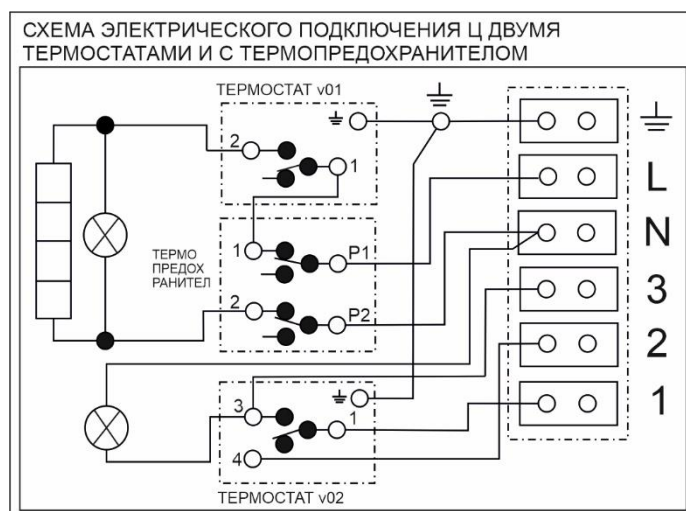 СХЕМА ЭЛЕКТРИЧЕСКОГО ПОДКЛЮЧЕНИЯ Ц ДВУМЯ
ТЕРМОСТАТАМИ И С ТЕРМОПРЕДОХРАНИТЕЛОМ
ТЕРМОСТАТ v01
2
1
L
N
3
2
1
ТЕРМО
ПРЕДОХ
РАНИТЕЛ
1
P1
2
P2
3
1
4
ТЕРМОСТАТ v02